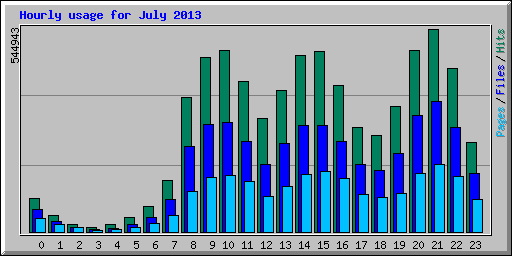 Hourly usage for July 2013
544943
Pages / Files / Hits
0 1 2 3 4 5 6 7 8 9 10 11 12 13 14 15 16 17 18 19 20 21 22 23